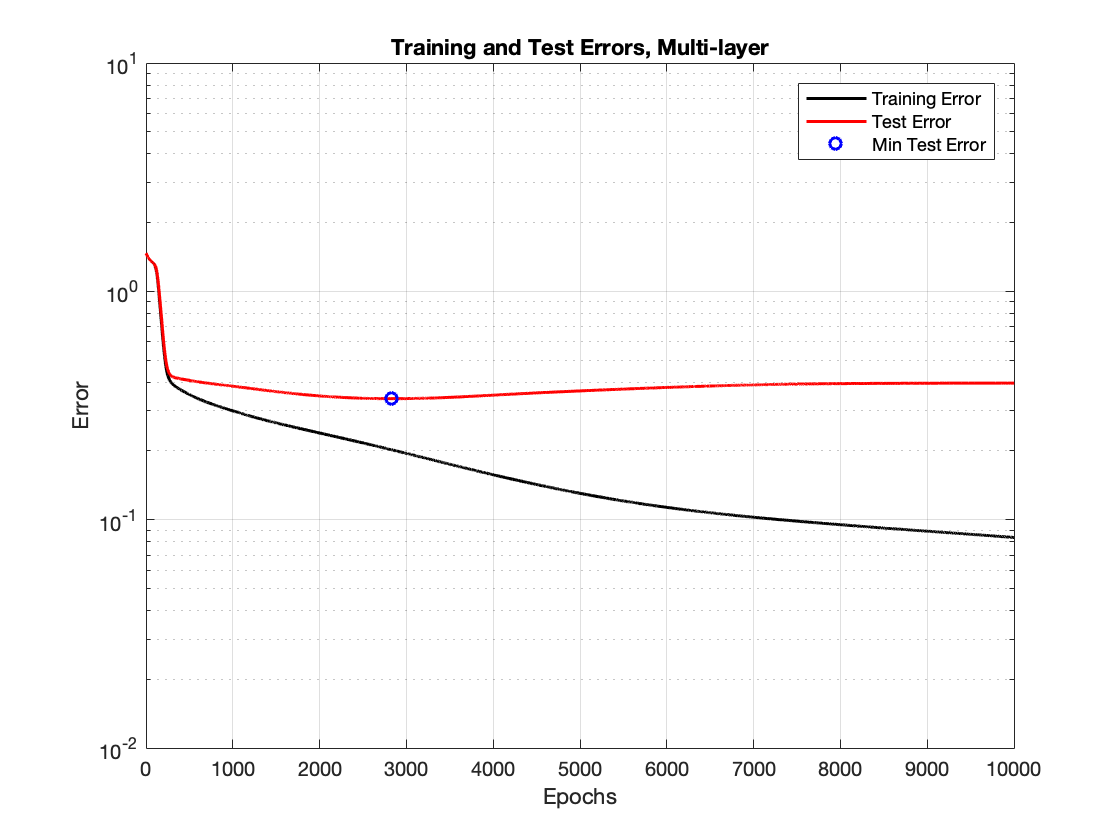 Training and Test Errors, Multi-layer
10^1
Training Error
Test Error
Min Test Error
10^0
Error
10^-1
10^-2
0 1000 2000 3000 4000 5000 6000 7000 8000 9000 10000
Epochs